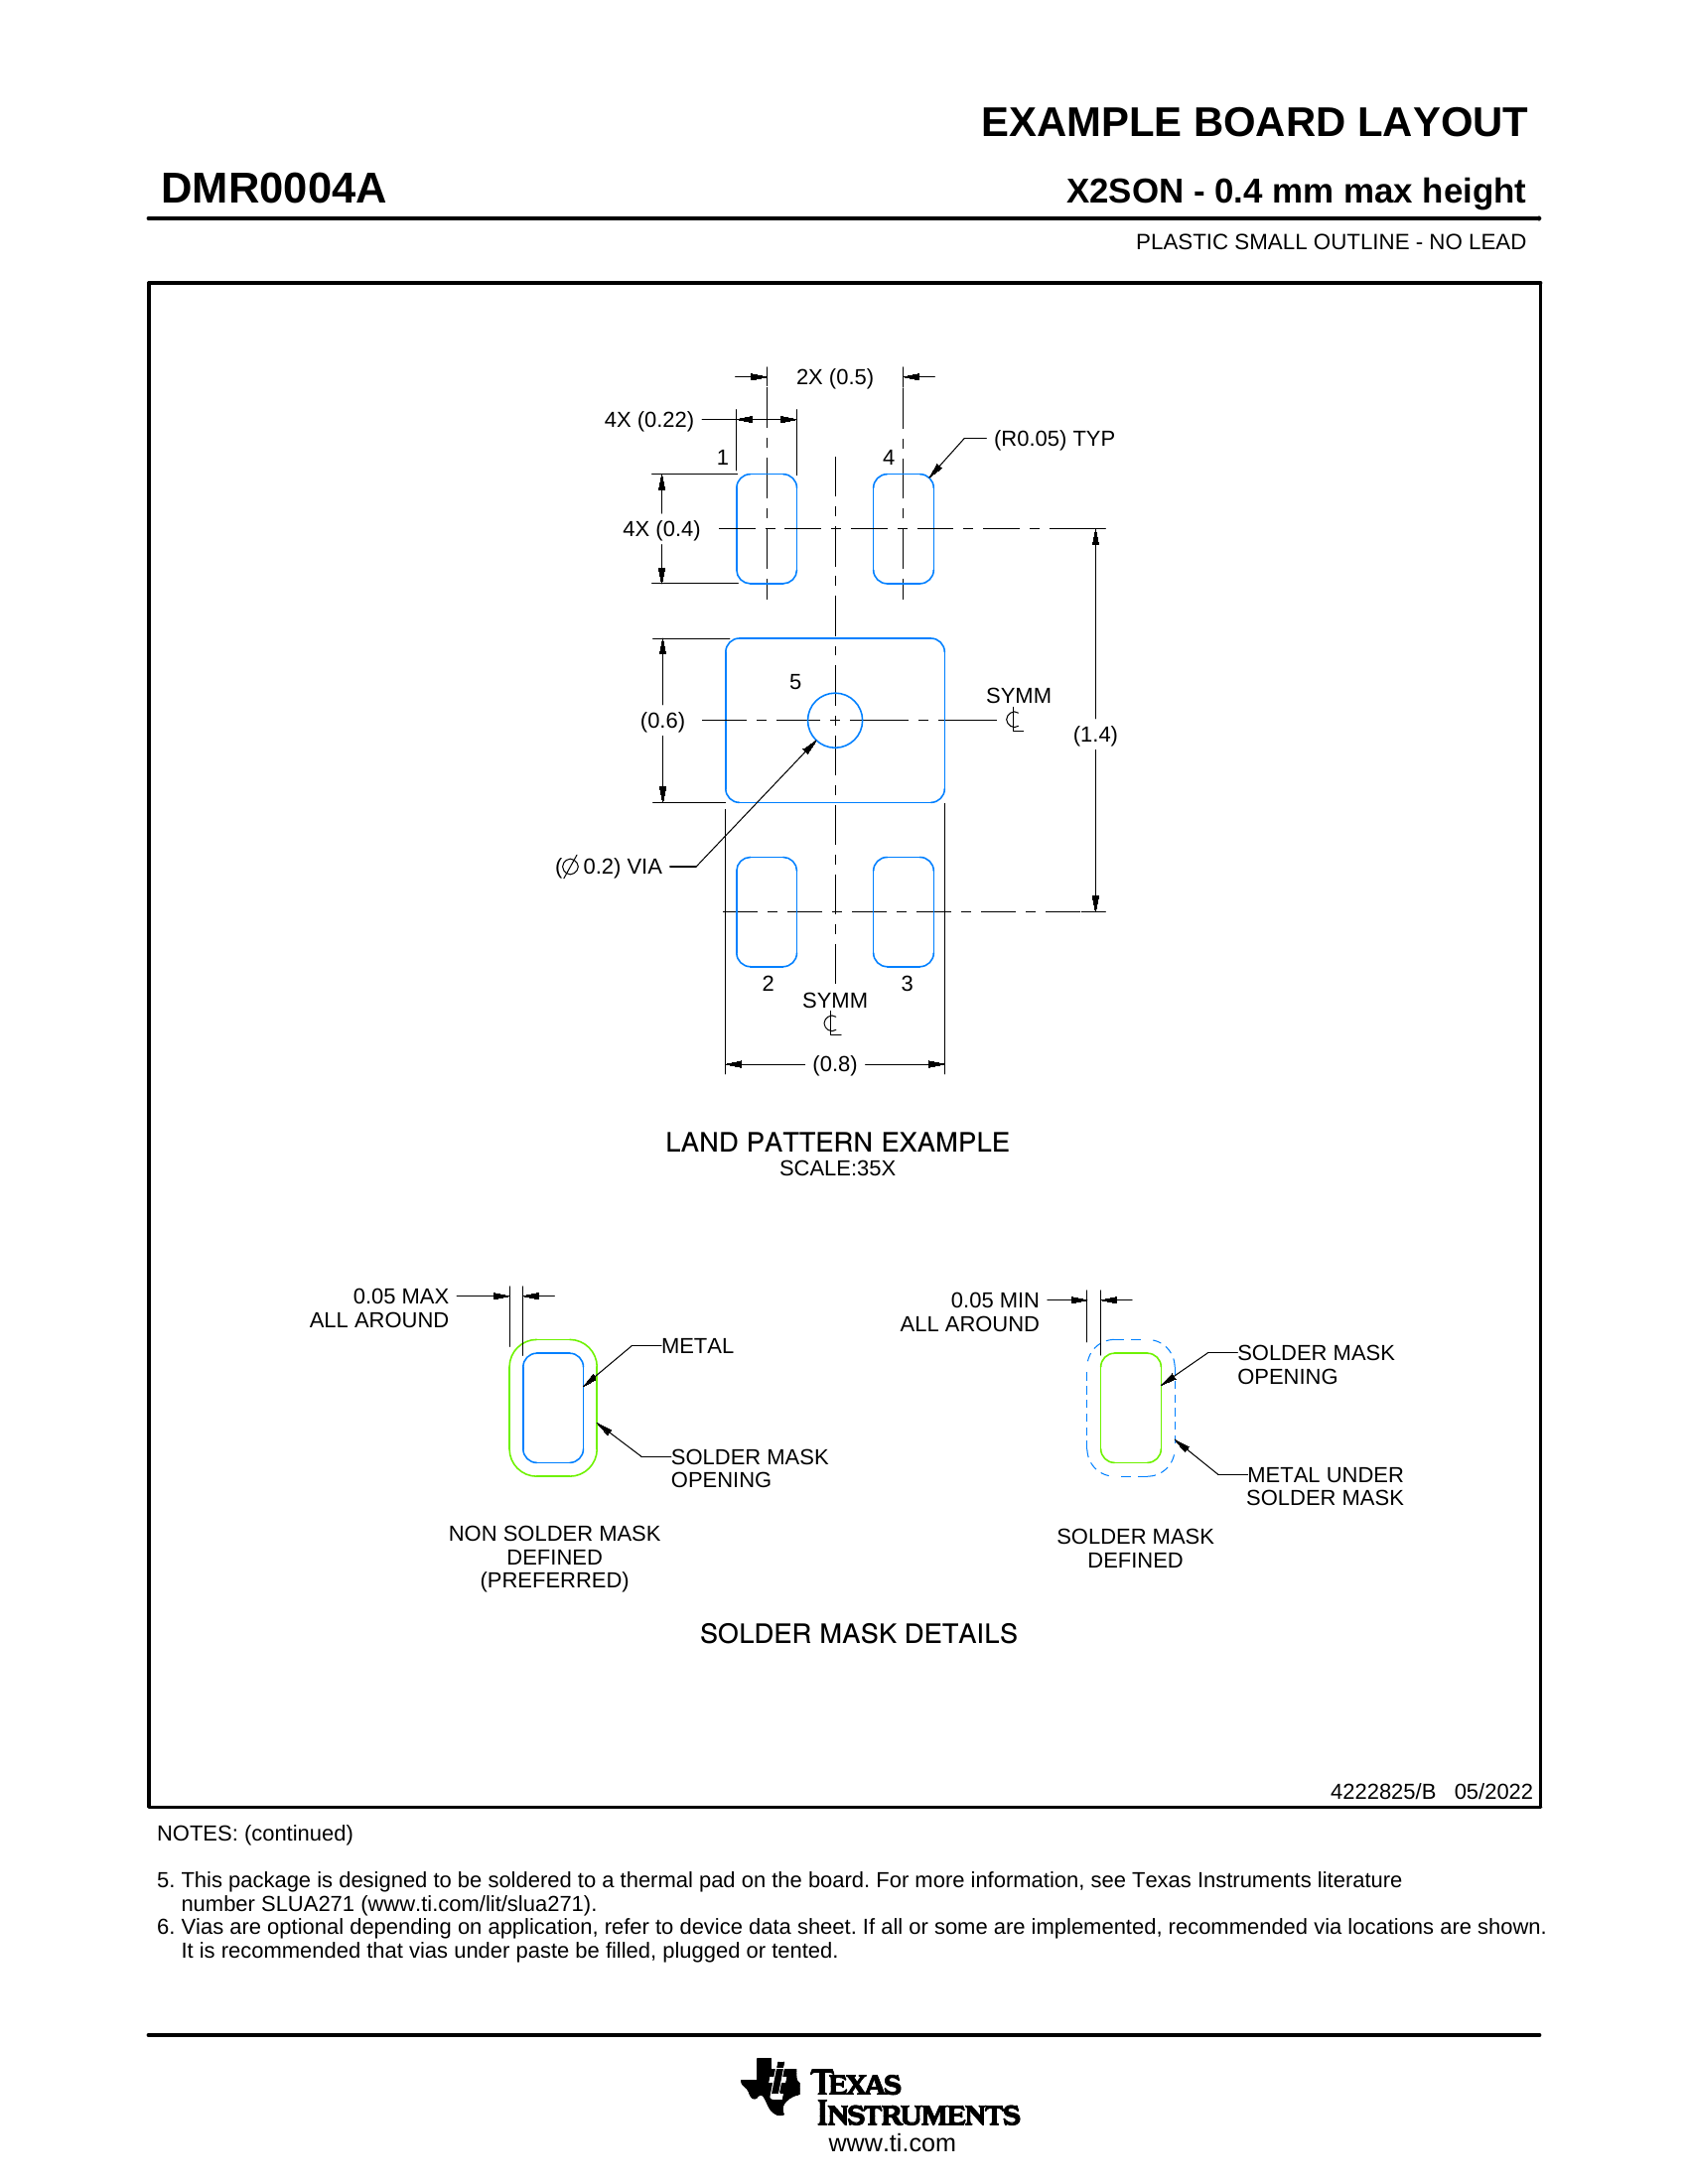 EXAMPLE BOARD LAYOUT
DMR0004A
X2SON - 0.4 mm max height
PLASTIC SMALL OUTLINE - NO LEAD
2X (0.5)
4X (0.22)
(R0.05) TYP
1
4
4X (0.4)
5
SYMM
℄
(0.6)
(1.4)
(∅ 0.2) VIA
2
3
SYMM
℄
(0.8)
LAND PATTERN EXAMPLE
SCALE:35X
0.05 MAX
ALL AROUND
METAL
SOLDER MASK
OPENING
NON SOLDER MASK
DEFINED
(PREFERRED)
0.05 MIN
ALL AROUND
SOLDER MASK
OPENING
METAL UNDER
SOLDER MASK
SOLDER MASK
DEFINED
SOLDER MASK DETAILS
4222825/B 05/2022
NOTES: (continued)
5. This package is designed to be soldered to a thermal pad on the board. For more information, see Texas Instruments literature
number SLUA271 (www.ti.com/lit/slua271).
6. Vias are optional depending on application, refer to device data sheet. If all or some are implemented, recommended via locations are shown.
It is recommended that vias under paste be filled, plugged or tented.
TEXAS
INSTRUMENTS
www.ti.com